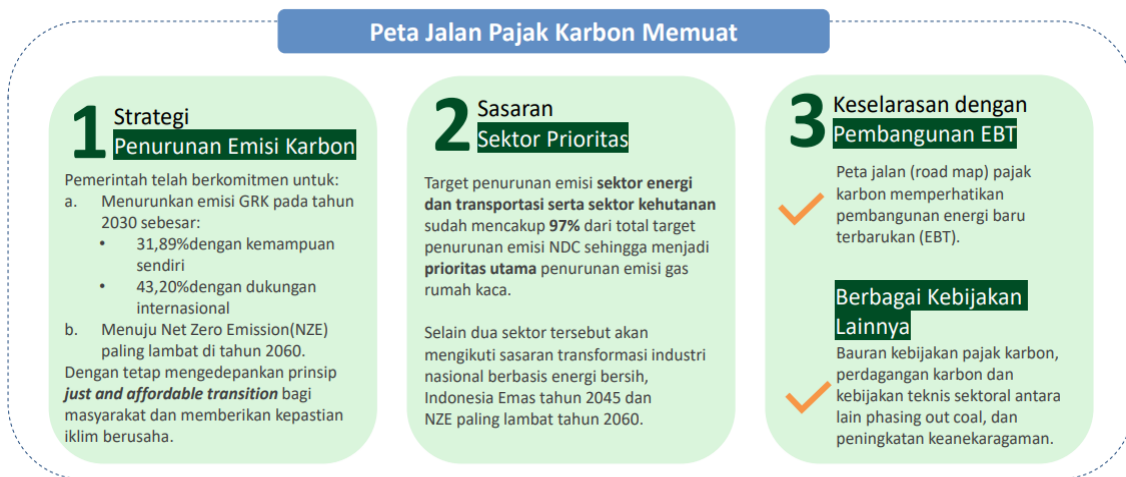 Peta Jalan Pajak Karbon Memuat
1
Strategi
Penurunan Emisi Karbon
Pemerintah telah berkomitmen untuk:
a. Menurunkan emisi GRK pada tahun
2030 sebesar:
• 31,89%dengan kemampuan
sendiri
• 43,20%dengan dukungan
internasional
b. Menuju Net Zero Emission(NZE)
paling lambat di tahun 2060.
Dengan tetap mengedepankan prinsip
just and affordable transition bagi
masyarakat dan memberikan kepastian
iklim berusaha.
2
Sasaran
Sektor Prioritas
Target penurunan emisi sektor energi
dan transportasi serta sektor kehutanan
sudah mencakup 97% dari total target
penurunan emisi NDC sehingga menjadi
prioritas utama penurunan emisi gas
rumah kaca.
Selain dua sektor tersebut akan
mengikuti sasaran transformasi industri
nasional berbasis energi bersih,
Indonesia Emas tahun 2045 dan
NZE paling lambat tahun 2060.
3
Keselarasan dengan
Pembangunan EBT
Peta jalan (road map) pajak
karbon memperhatikan
pembangunan energi baru
terbarukan (EBT).
Berbagai Kebijakan
Lainnya
Bauran kebijakan pajak karbon,
perdagangan karbon dan
kebijakan teknis sektoral antara
lain phasing out coal, dan
peningkatan keanekaragaman.